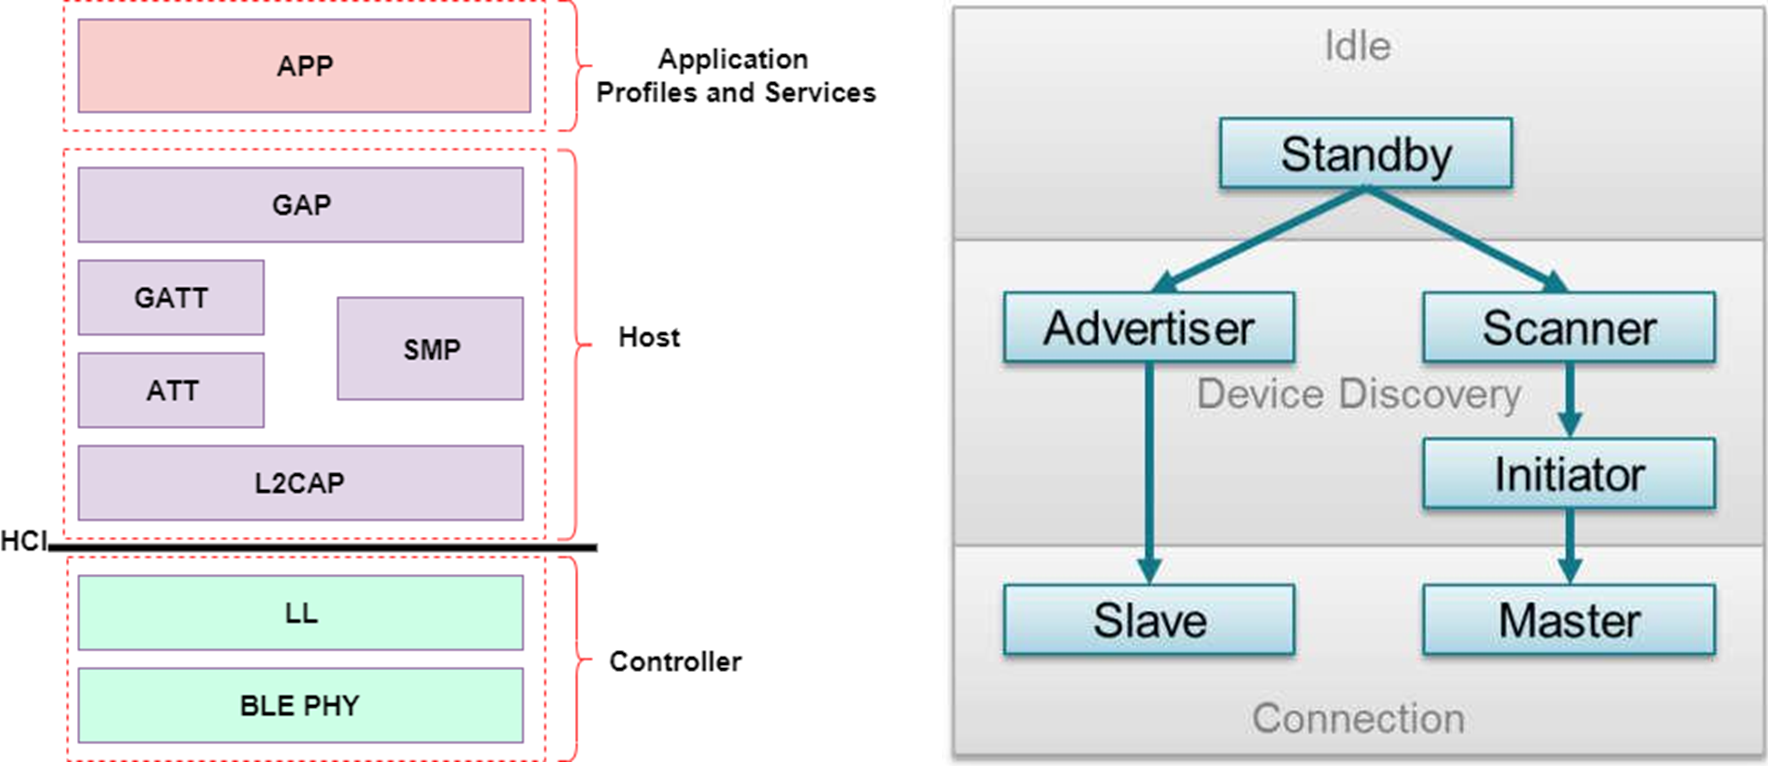 APP
Application
Profiles and Services
GAP
GATT
SMP
ATT
Host
L2CAP
HCI
LL
Controller
BLE PHY
Idle
Standby
Advertiser
Scanner
Device Discovery
Initiator
Slave
Master
Connection